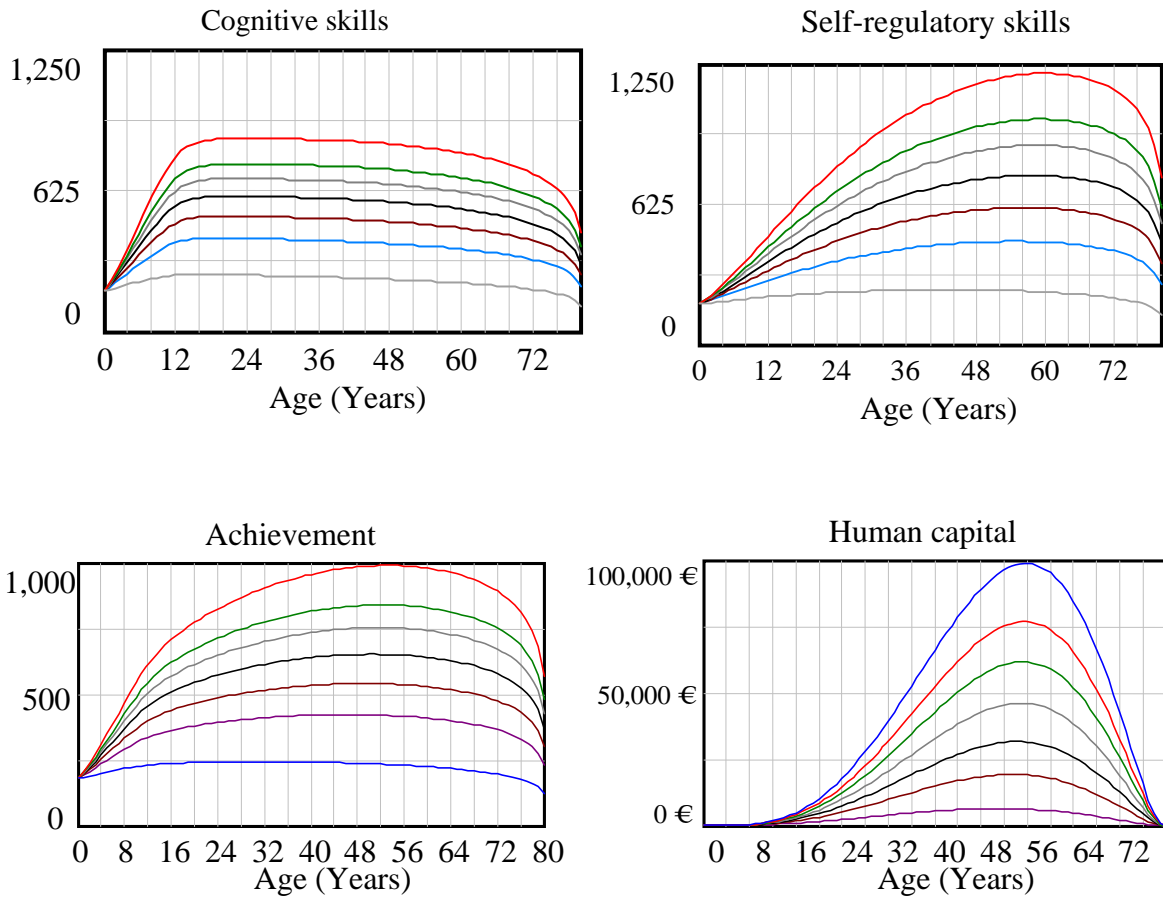 Cognitive skills
1,250
625
0
0 12 24 36 48 60 72
Age (Years)
Self-regulatory skills
1,250
625
0
0 12 24 36 48 60 72
Age (Years)
Achievement
1,000
500
0
0 8 16 24 32 40 50 56 64 72 80
Age (Years)
Human capital
100,000 €
50,000 €
0 €
0 8 16 24 32 40 48 56 64 72
Age (Years)